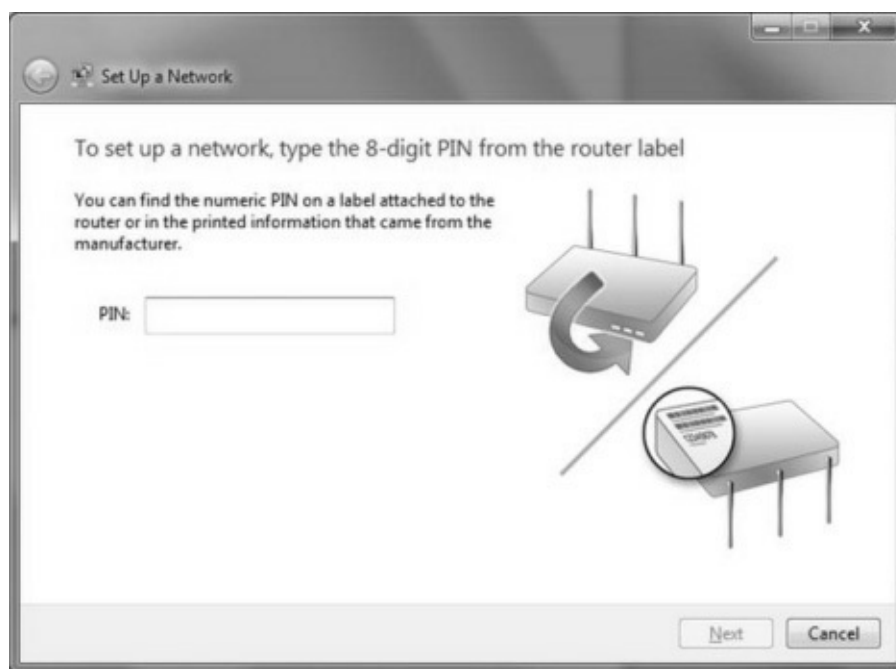 Set Up a Network
To set up a network, type the 8-digit PIN from the router label
You can find the numeric PIN on a label attached to the
router or in the printed information that came from the
manufacturer.
PIN:
Next
Cancel